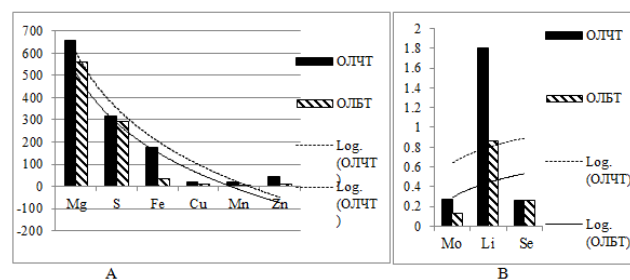 700
600
500
400
300
200
100
0
-100
-200
Mg S Fe Cu Mn Zn
ОЛЧТ
ОЛБТ
Log.
(ОЛЧТ
)
Log.
(ОЛЧТ
)
A
2
1.8
1.6
1.4
1.2
1
0.8
0.6
0.4
0.2
0
Mo Li Se
ОЛЧТ
ОЛБТ
Log.
(ОЛЧТ)
Log.
(ОЛБТ)
B